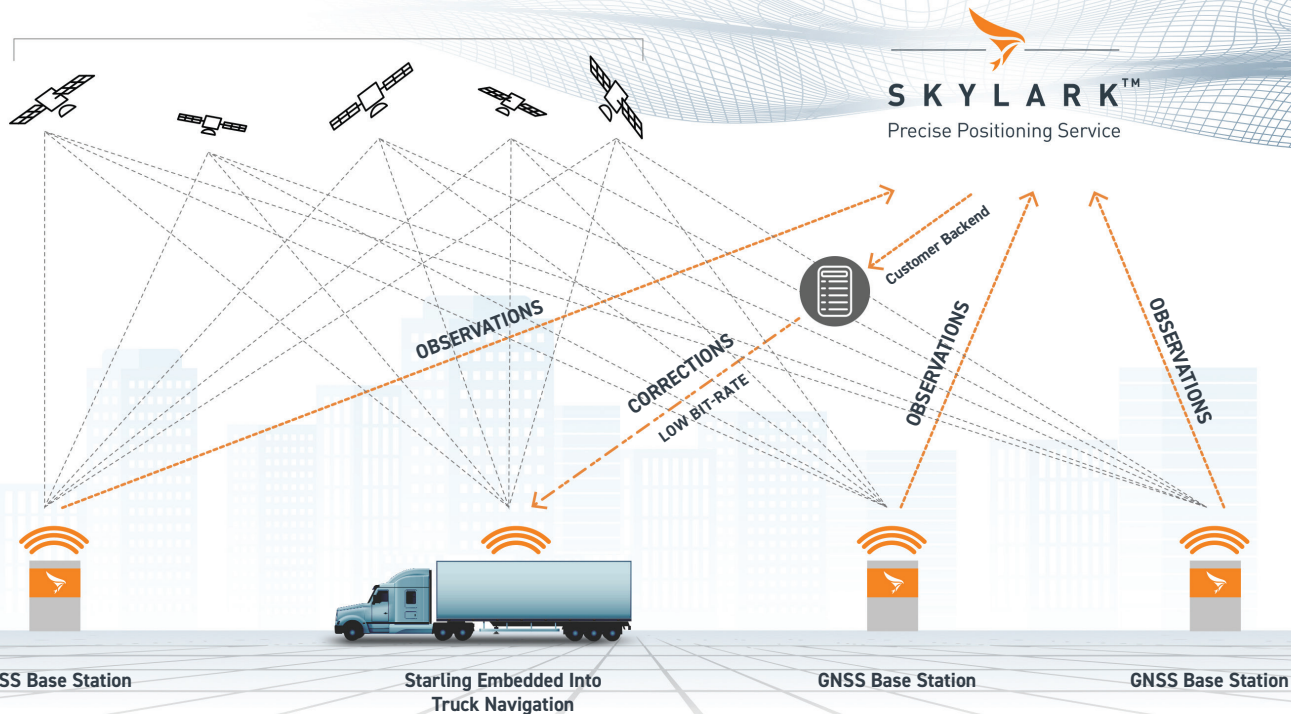 SKYLARK™
Precise Positioning Service
Customer Backend
OBSERVATIONS
CORRECTIONS
LOW BIT-RATE
OBSERVATIONS
OBSERVATIONS
SS Base Station
Starling Embedded Into
Truck Navigation
GNSS Base Station
GNSS Base Station